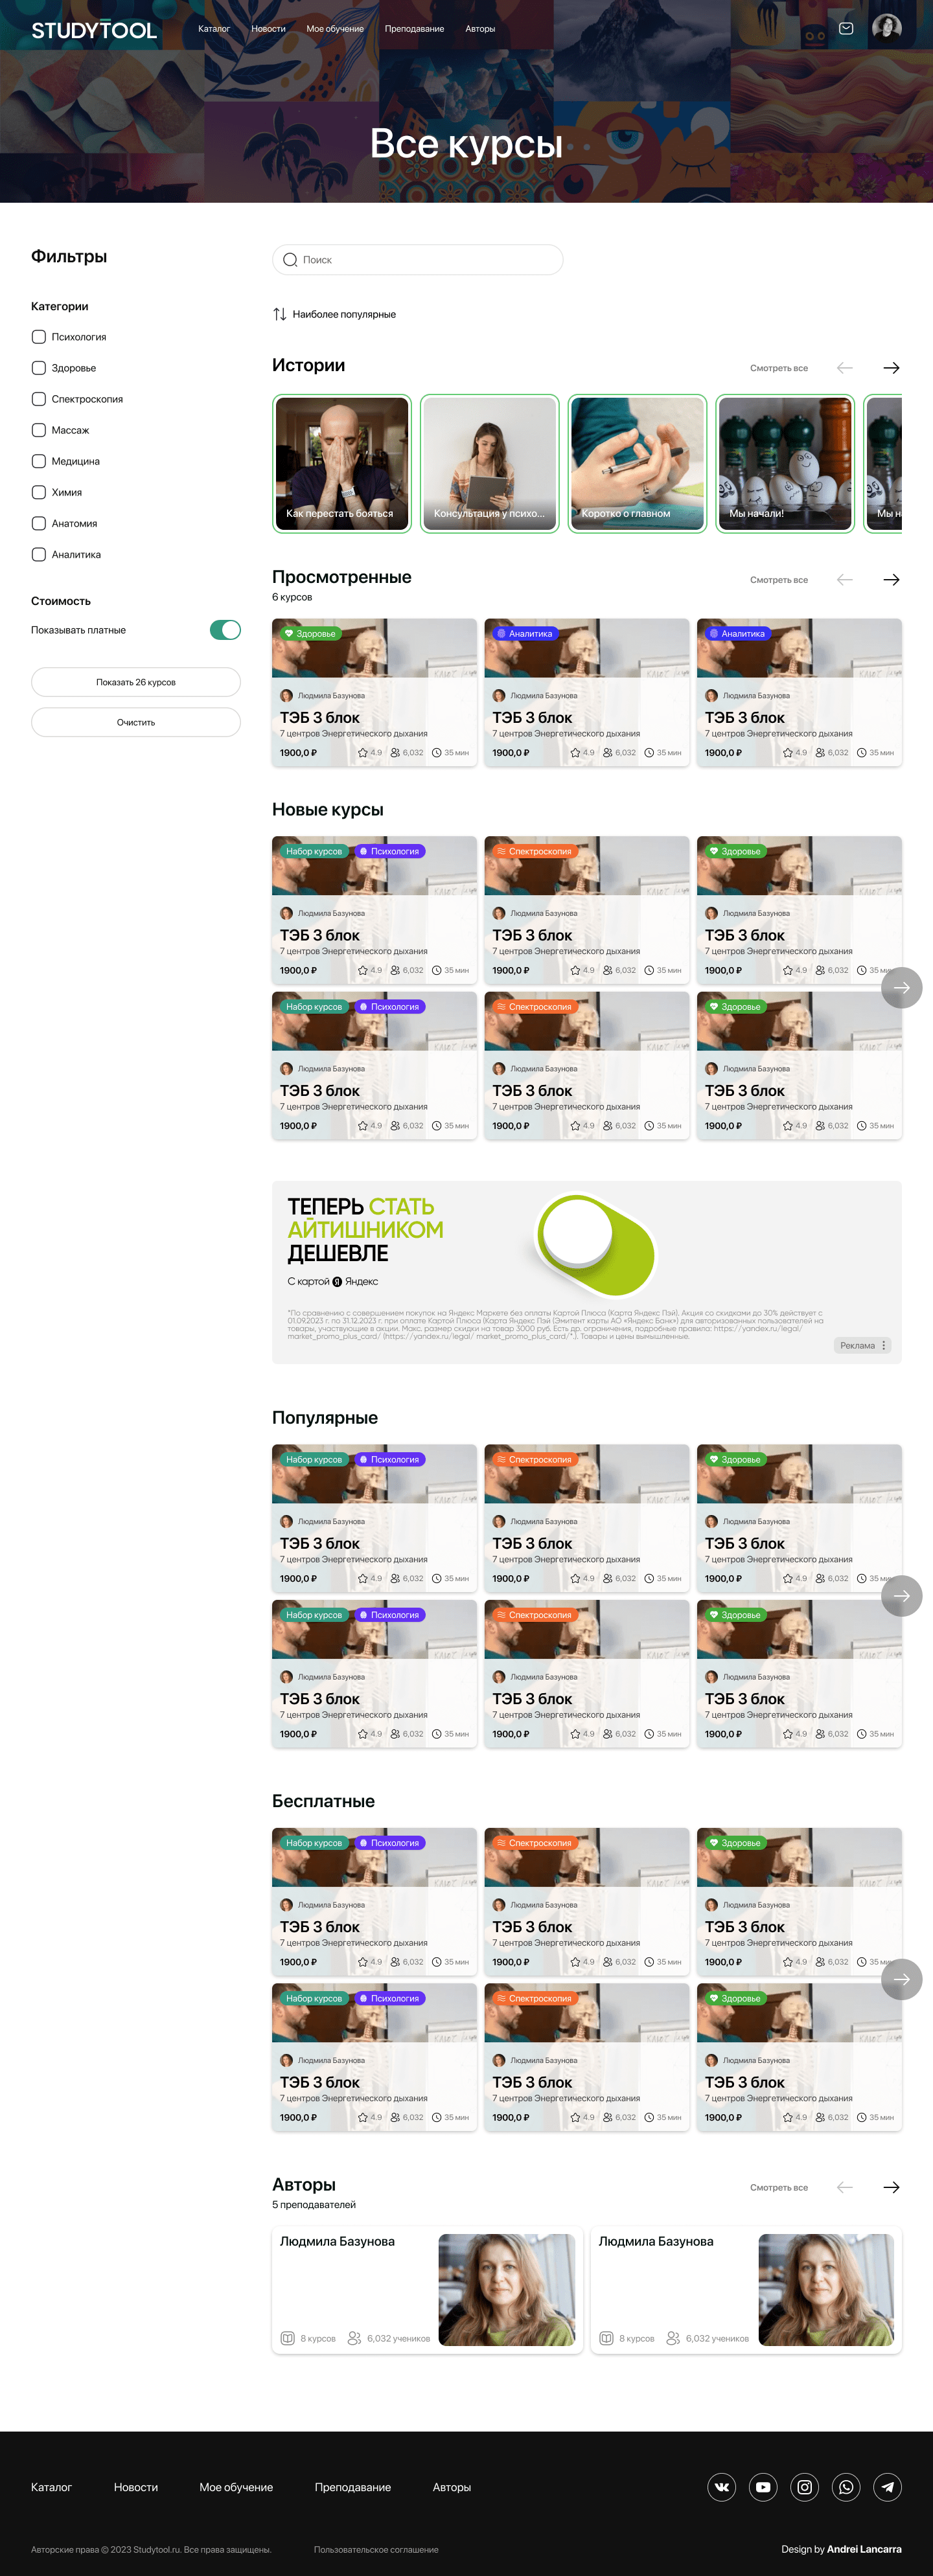 STUDYTOOL
Каталог
Новости
Мое обучение
Преподавание
Авторы
Все курсы
Фильтры
Категории
Психология
Здоровье
Спектроскопия
Массаж
Медицина
Химия
Анатомия
Аналитика
Стоимость
Показывать платные
Показать 26 курсов
Очистить
Поиск
Наиболее популярные
Истории
Смотреть все
Как перестать бояться
Консультация у психо...
Коротко о главном
Мы начали!
Мы н
Просмотренные
Смотреть все
6 курсов
Здоровье
Людмила Базунова
ТЭБ 3 блок
7 центров Энергетического дыхания
1900,0 ₽ 4.9 6,032 35 мин
Аналитика
Людмила Базунова
ТЭБ 3 блок
7 центров Энергетического дыхания
1900,0 ₽ 4.9 6,032 35 мин
Аналитика
Людмила Базунова
ТЭБ 3 блок
7 центров Энергетического дыхания
1900,0 ₽ 4.9 6,032 35 мин
Новые курсы
Набор курсов Психология
Людмила Базунова
ТЭБ 3 блок
7 центров Энергетического дыхания
1900,0 ₽ 4.9 6,032 35 мин
Спектроскопия
Людмила Базунова
ТЭБ 3 блок
7 центров Энергетического дыхания
1900,0 ₽ 4.9 6,032 35 мин
Здоровье
Людмила Базунова
ТЭБ 3 блок
7 центров Энергетического дыхания
1900,0 ₽ 4.9 6,032 35 мин
Набор курсов Психология
Людмила Базунова
ТЭБ 3 блок
7 центров Энергетического дыхания
1900,0 ₽ 4.9 6,032 35 мин
Спектроскопия
Людмила Базунова
ТЭБ 3 блок
7 центров Энергетического дыхания
1900,0 ₽ 4.9 6,032 35 мин
Здоровье
Людмила Базунова
ТЭБ 3 блок
7 центров Энергетического дыхания
1900,0 ₽ 4.9 6,032 35 мин
ТЕПЕРЬ СТАТЬ
АЙТИШНИКОМ
ДЕШЕВЛЕ
С картой Я Яндекс
*По сравнению с совершением покупок на Яндекс Маркете без оплаты Картой Плюса (Карта Яндекс Пэй). Акция со скидками до 30% действует с
01.09.2023 г. по 31.12.2023 г. при оплате Картой Плюса (Карта Яндекс Пэй (Эмитент карты АО «Яндекс Банк») для авторизованных пользователей на
товары, участвующие в акции. Макс. размер скидки на товар 3000 руб. Есть др. ограничения, подробные правила: https://yandex.ru/legal/
market_promo_plus_card/ (https://yandex.ru/legal/ market_promo_plus_card/*.). Товары и цены вымышленные.
Реклама
Популярные
Набор курсов Психология
Людмила Базунова
ТЭБ 3 блок
7 центров Энергетического дыхания
1900,0 ₽ 4.9 6,032 35 мин
Спектроскопия
Людмила Базунова
ТЭБ 3 блок
7 центров Энергетического дыхания
1900,0 ₽ 4.9 6,032 35 мин
Здоровье
Людмила Базунова
ТЭБ 3 блок
7 центров Энергетического дыхания
1900,0 ₽ 4.9 6,032 35 мин
Набор курсов Психология
Людмила Базунова
ТЭБ 3 блок
7 центров Энергетического дыхания
1900,0 ₽ 4.9 6,032 35 мин
Спектроскопия
Людмила Базунова
ТЭБ 3 блок
7 центров Энергетического дыхания
1900,0 ₽ 4.9 6,032 35 мин
Здоровье
Людмила Базунова
ТЭБ 3 блок
7 центров Энергетического дыхания
1900,0 ₽ 4.9 6,032 35 мин
Бесплатные
Набор курсов Психология
Людмила Базунова
ТЭБ 3 блок
7 центров Энергетического дыхания
1900,0 ₽ 4.9 6,032 35 мин
Спектроскопия
Людмила Базунова
ТЭБ 3 блок
7 центров Энергетического дыхания
1900,0 ₽ 4.9 6,032 35 мин
Здоровье
Людмила Базунова
ТЭБ 3 блок
7 центров Энергетического дыхания
1900,0 ₽ 4.9 6,032 35 мин
Набор курсов Психология
Людмила Базунова
ТЭБ 3 блок
7 центров Энергетического дыхания
1900,0 ₽ 4.9 6,032 35 мин
Спектроскопия
Людмила Базунова
ТЭБ 3 блок
7 центров Энергетического дыхания
1900,0 ₽ 4.9 6,032 35 мин
Здоровье
Людмила Базунова
ТЭБ 3 блок
7 центров Энергетического дыхания
1900,0 ₽ 4.9 6,032 35 мин
Авторы
Смотреть все
5 преподавателей
Людмила Базунова
8 курсов 6,032 учеников
Людмила Базунова
8 курсов 6,032 учеников
Каталог
Новости
Мое обучение
Преподавание
Авторы
Авторские права © 2023 Studytool.ru. Все права защищены.
Пользовательское соглашение
Design by Andrei Lancarra